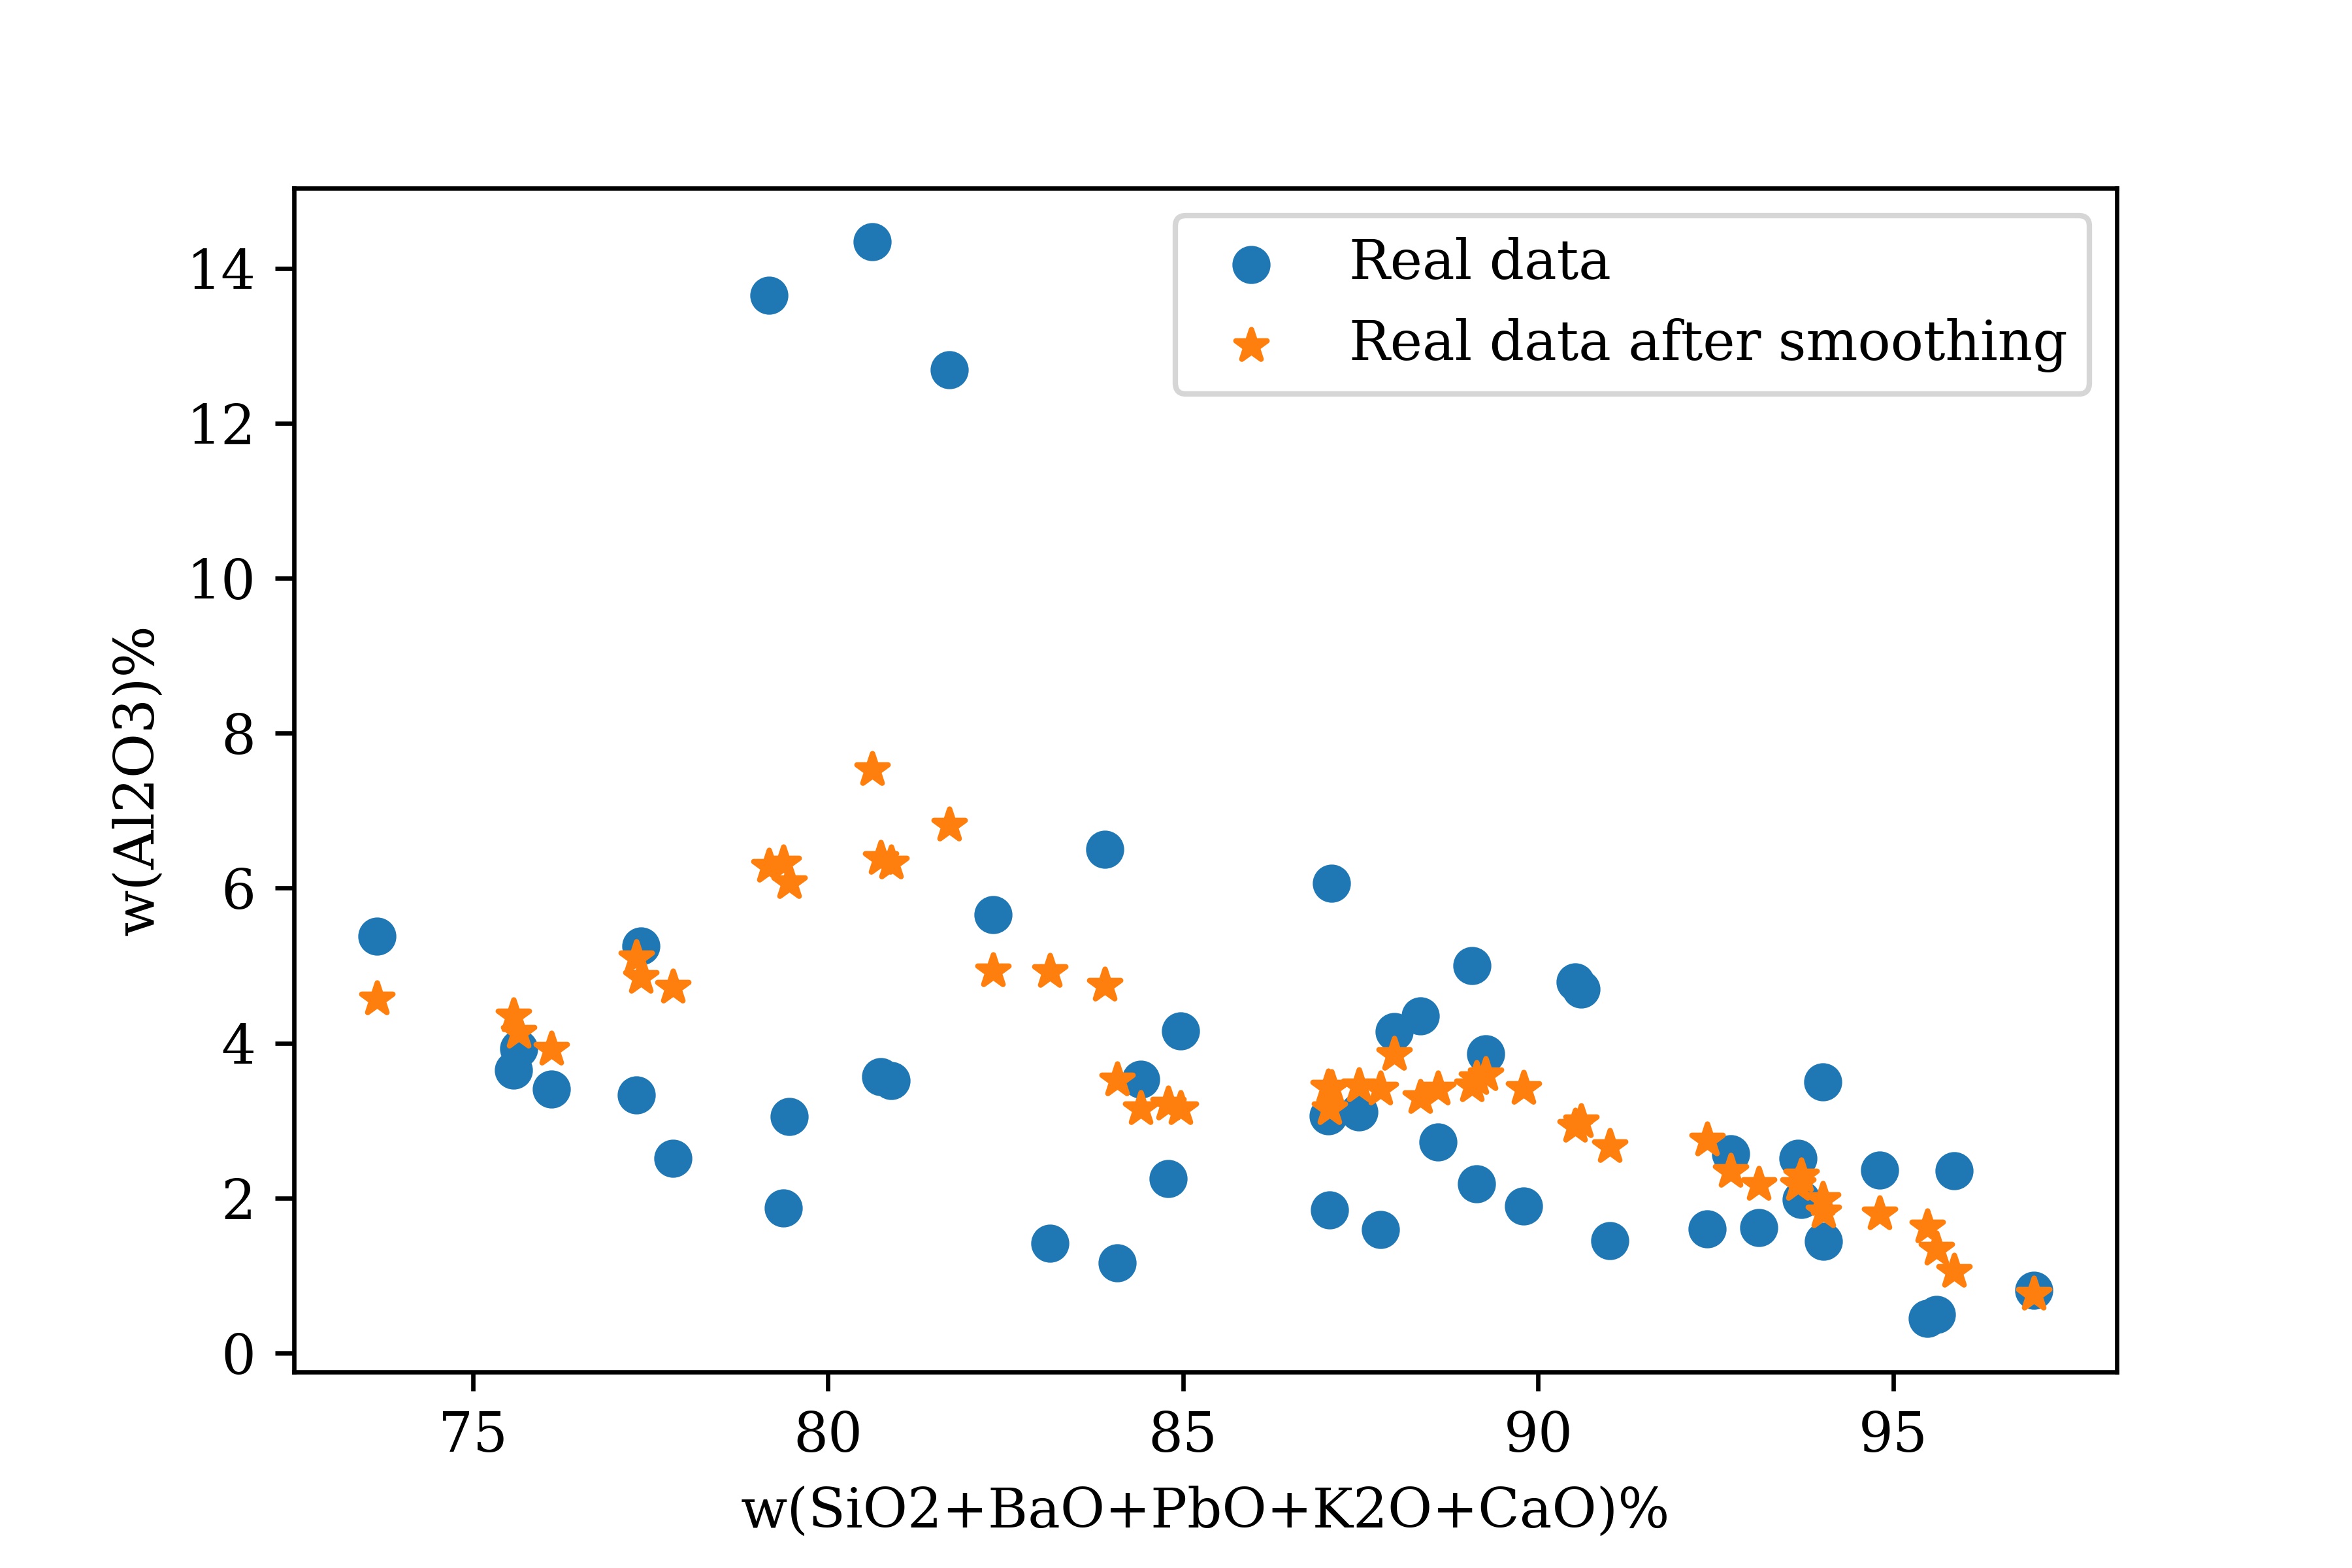 Real data
Real data after smoothing
14
12
10
8
6
4
2
0
w(Al2O3)%
75 80 85 90 95
w(SiO2+BaO+PbO+K2O+CaO)%